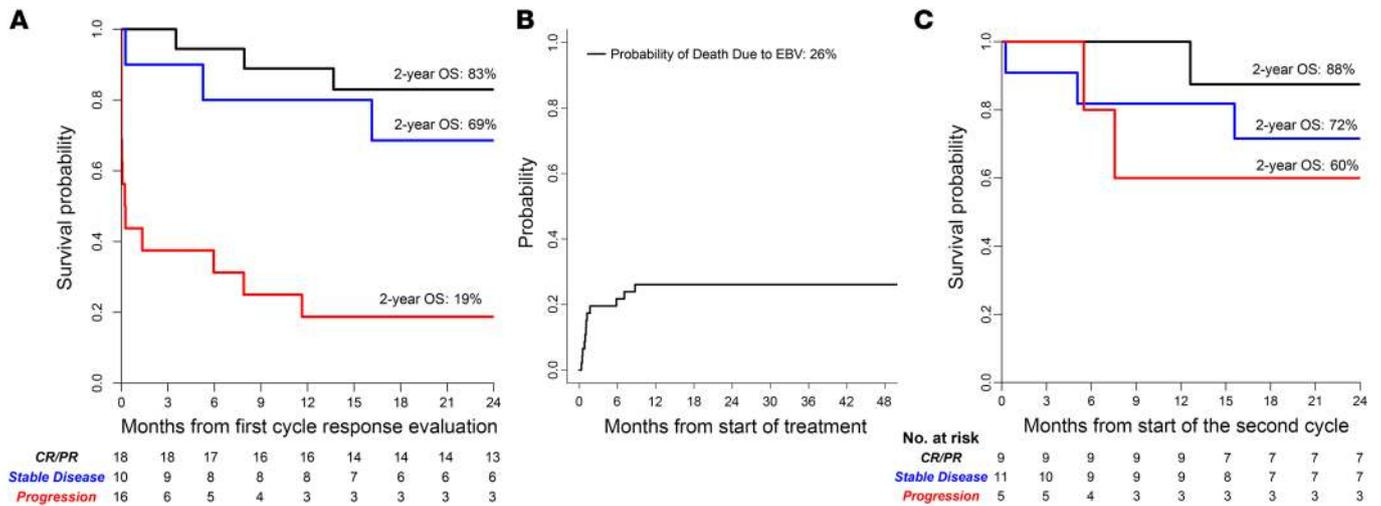 A
1.0
0.8
0.6
0.4
0.2
0.0
Survival probability
2-year OS: 83%
2-year OS: 69%
2-year OS: 19%
0 3 6 9 12 15 18 21 24
Months from first cycle response evaluation
CR/PR 18 18 17 16 16 14 14 14 13
Stable Disease 10 9 8 8 8 7 6 6 6
Progression 16 6 5 4 3 3 3 3 3
B
1.0
0.8
0.6
0.4
0.2
0.0
Probability
Probability of Death Due to EBV: 26%
0 6 12 18 24 30 36 42 48
Months from start of treatment
C
1.0
0.8
0.6
0.4
0.2
0.0
Survival probability
2-year OS: 88%
2-year OS: 72%
2-year OS: 60%
0 3 6 9 12 15 18 21 24
Months from start of the second cycle
No. at risk
CR/PR 9 9 9 9 9 7 7 7 7
Stable Disease 11 10 9 9 9 8 7 7 7
Progression 5 5 4 3 3 3 3 3 3